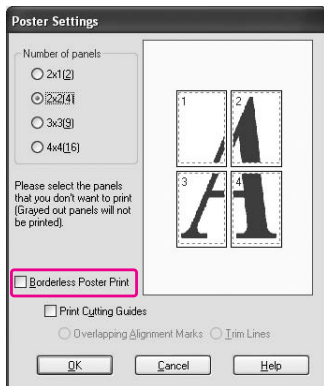 Poster Settings
Number of panels
2x1(2)
2x2(4)
3x3(9)
4x4(16)
Please select the panels
that you don't want to print
(Grayed out panels will not
be printed).
1 2
A
3 4
Borderless Poster Print
Print Cutting Guides
Overlapping Alignment Marks Trim Lines
OK Cancel Help